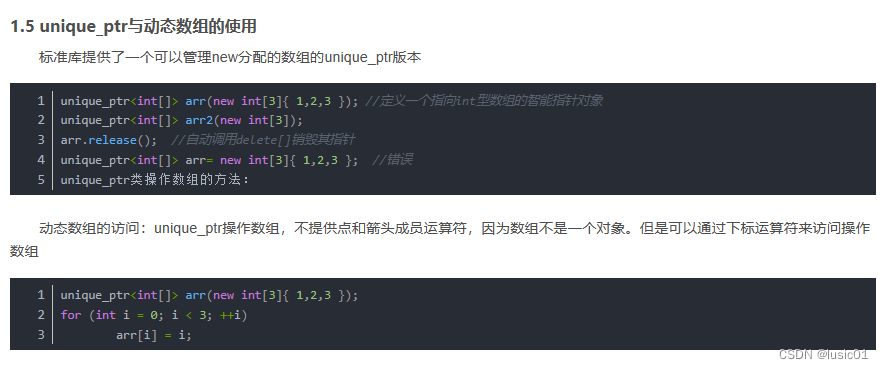 1.5 unique_ptr与动态数组的使用
标准库提供了一个可以管理new分配的数组的unique_ptr版本
1 unique_ptr<int[]> arr(new int[3]{ 1,2,3 }); //定义一个指向int型数组的智能指针对象
2 unique_ptr<int[]> arr2(new int[3]);
3 arr.release(); //自动调用delete[]销毁其指针
4 unique_ptr<int[]> arr= new int[3]{ 1,2,3 }; //错误
5 unique_ptr类操作数组的方法:
动态数组的访问：unique_ptr操作数组，不提供点和箭头成员运算符，因为数组不是一个对象。但是可以通过下标运算符来访问操作
数组
1 unique_ptr<int[]> arr(new int[3]{ 1,2,3 });
2 for (int i = 0; i < 3; ++i)
3 arr[i] = i;
CSDN @lusic01